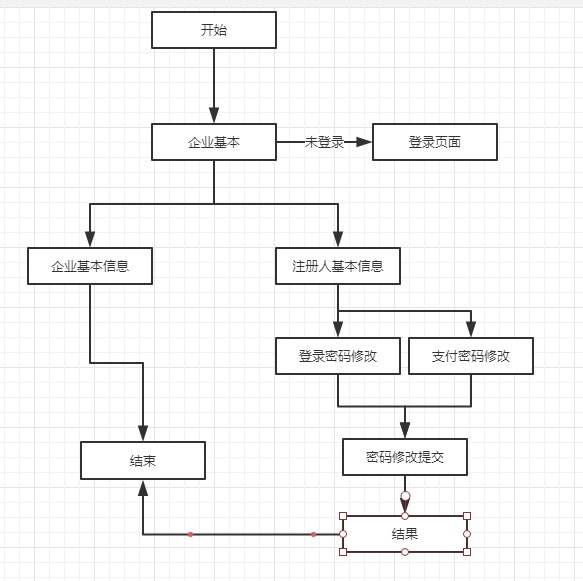 开始
企业基本
未登录
登录页面
企业基本信息
注册人基本信息
登录密码修改
支付密码修改
密码修改提交
结束
结果